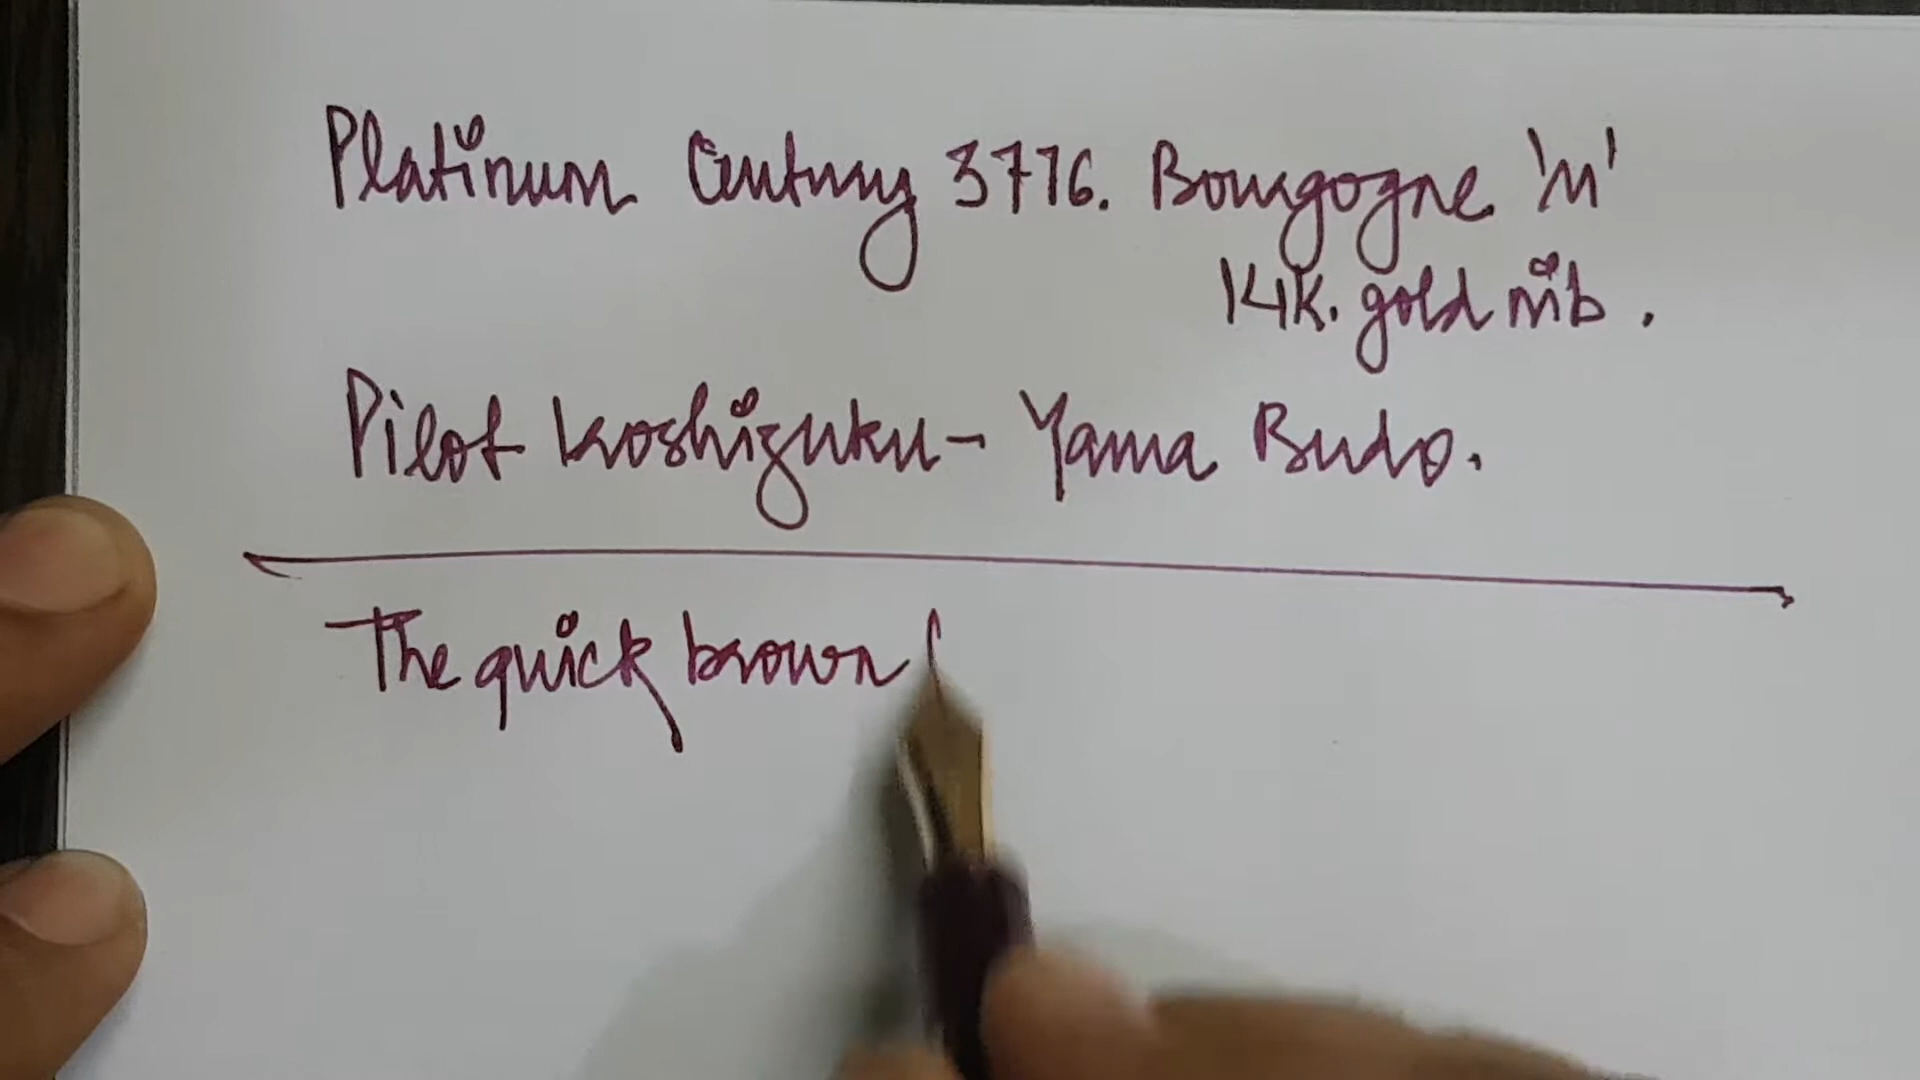 Platinum Century 3776. Bourgogne 'M'
14K. gold nib.
Pilot Iroshizuku - Yama Budo.
The quick brown f